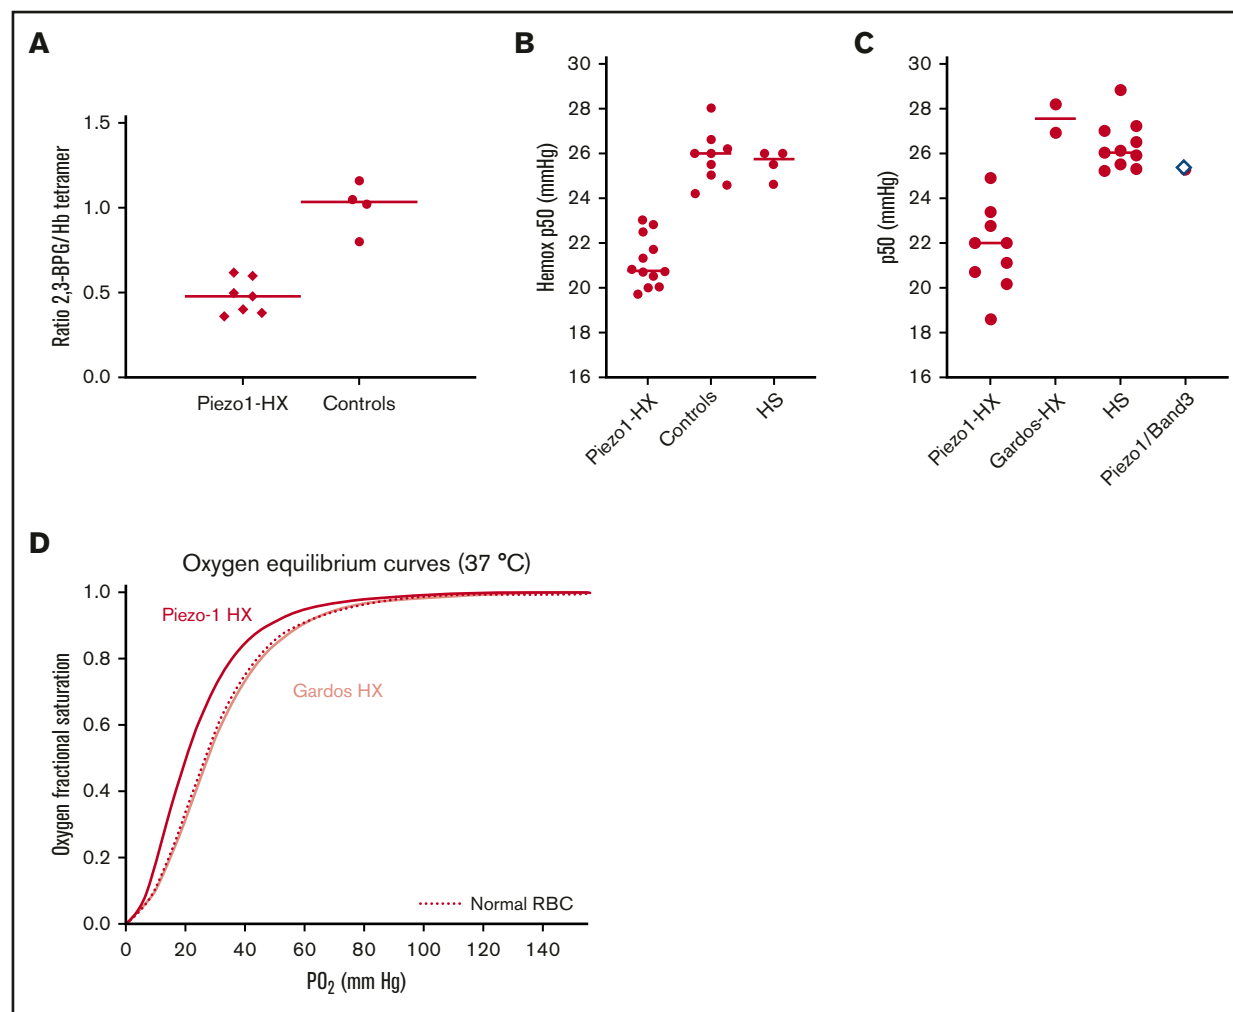 A
1.5
1.0
0.5
0.0
Ratio 2,3-BPG/Hb tetramer
Piezo1-HX
Controls
B
30
28
26
24
22
20
18
16
Hemox p50 (mmHg)
Piezo1-HX
Controls
HS
C
30
28
26
24
22
20
18
16
p50 (mmHg)
Piezo1-HX
Gardos-HX
HS
Piezo1/Band3
D
Oxygen equilibrium curves (37 °C)
1.0
0.8
0.6
0.4
0.2
0.0
Oxygen fractional saturation
Piezo-1 HX
Gardos HX
Normal RBC
0 20 40 60 80 100 120 140
PO2 (mm Hg)